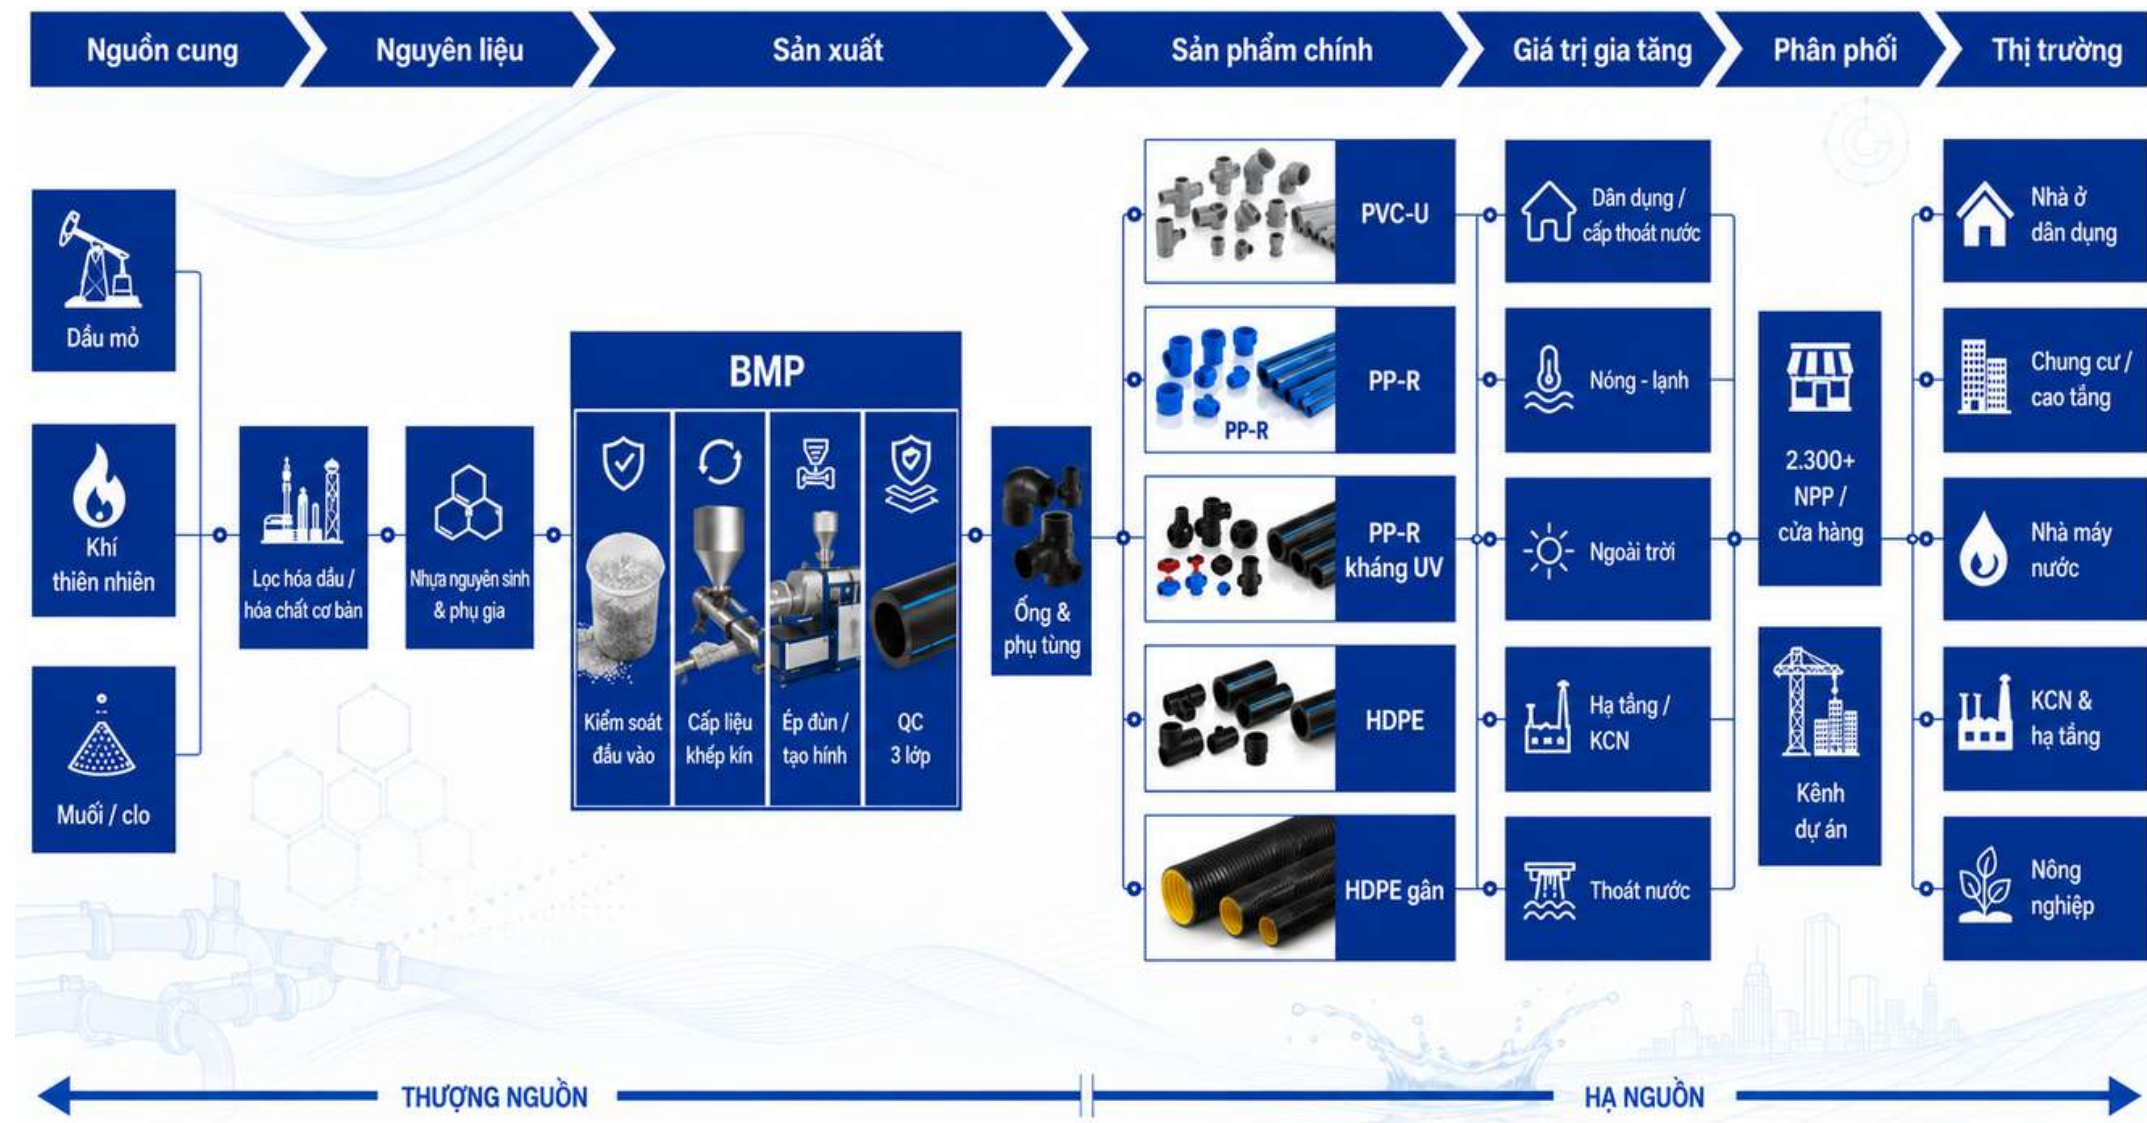 Nguồn cung
Nguyên liệu
Sản xuất
Sản phẩm chính
Giá trị gia tăng
Phân phối
Thị trường
Dầu mỏ
Khí
thiên nhiên
Muối / clo
Lọc hóa dầu /
hóa chất cơ bản
Nhựa nguyên sinh
& phụ gia
BMP
Kiểm soát
đầu vào
Cấp liệu
khép kín
Ép đùn /
tạo hính
QC
3 lớp
Ống &
phụ tùng
PVC-U
PP-R
PP-R
PP-R
kháng UV
HDPE
HDPE gân
Dân dụng /
cấp thoát nước
Nóng - lạnh
Ngoài trời
Hạ tầng /
KCN
Thoát nước
2.300+
NPP /
cửa hàng
Kênh
dự án
Nhà ở
dân dụng
Chung cư /
cao tầng
Nhà máy
nước
KCN &
hạ tầng
Nông
nghiệp
THƯỢNG NGUỒN
HẠ NGUỒN